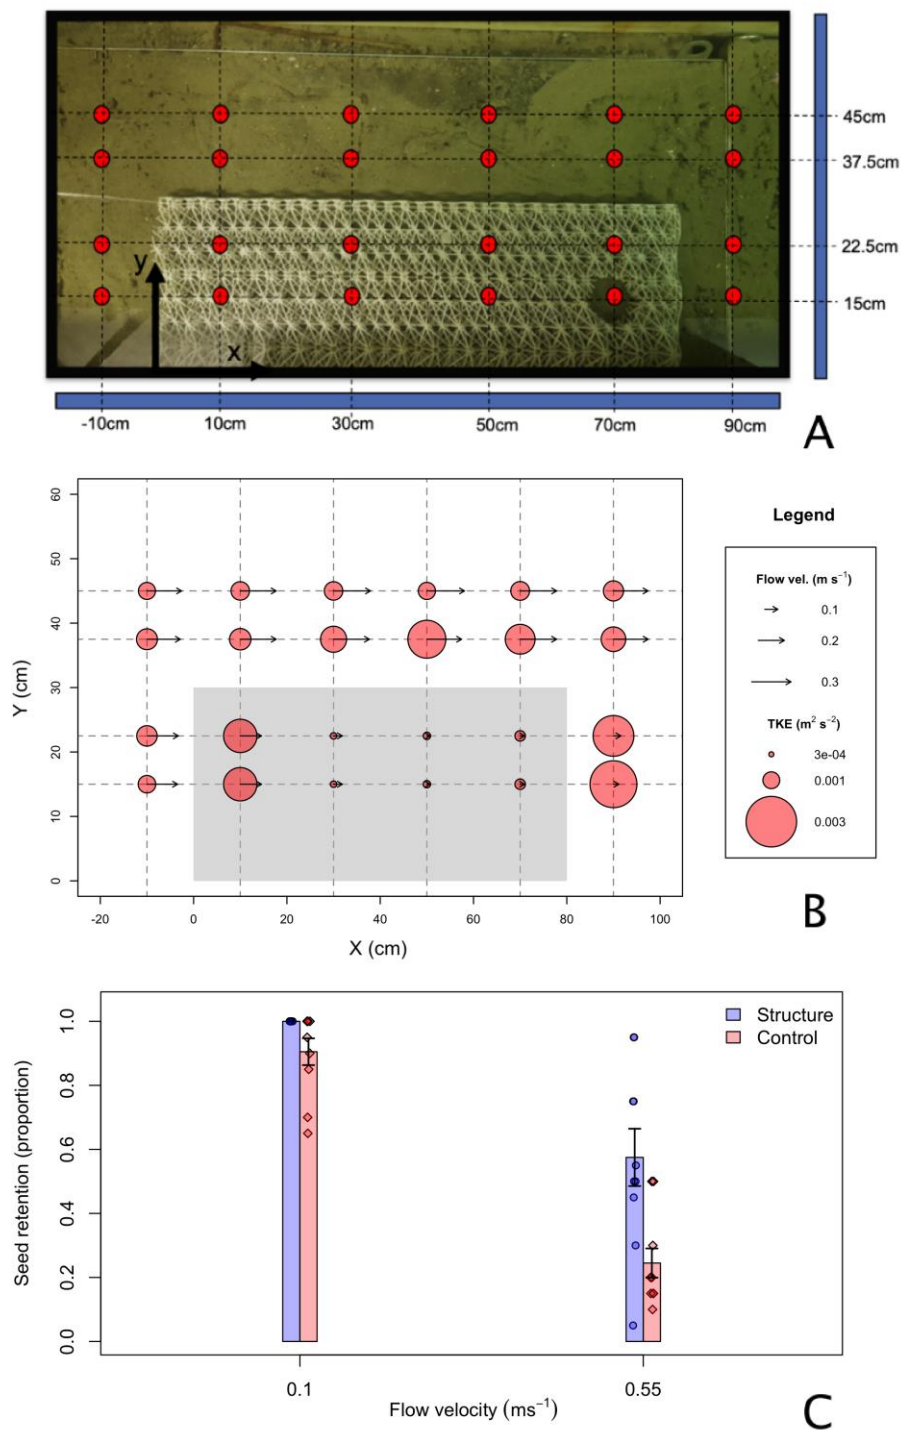 45cm
37.5cm
22.5cm
15cm
y
x
-10cm 10cm 30cm 50cm 70cm 90cm
A
Y (cm)
60
50
40
30
20
10
0
-20 0 20 40 60 80 100
X (cm)
Legend
Flow vel. (m s⁻¹)
0.1
0.2
0.3
TKE (m² s⁻²)
3e-04
0.001
0.003
B
Seed retention (proportion)
1.0
0.8
0.6
0.4
0.2
0.0
Structure
Control
0.1 0.55
Flow velocity (ms⁻¹)
C